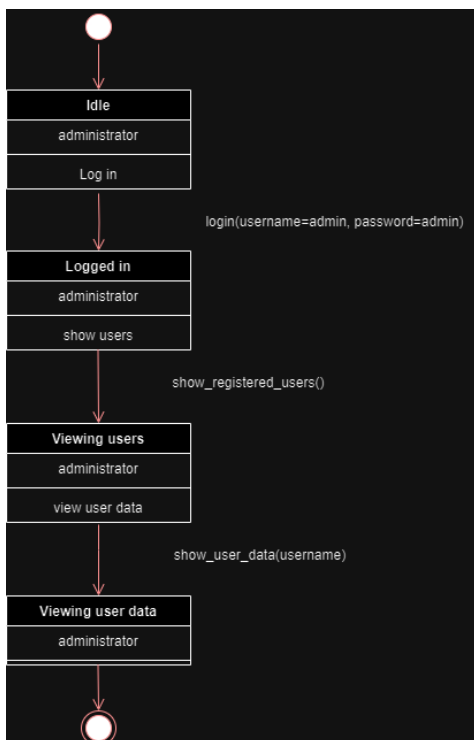 Idle
administrator
Log in
login(username=admin, password=admin)
Logged in
administrator
show users
show_registered_users()
Viewing users
administrator
view user data
show_user_data(username)
Viewing user data
administrator